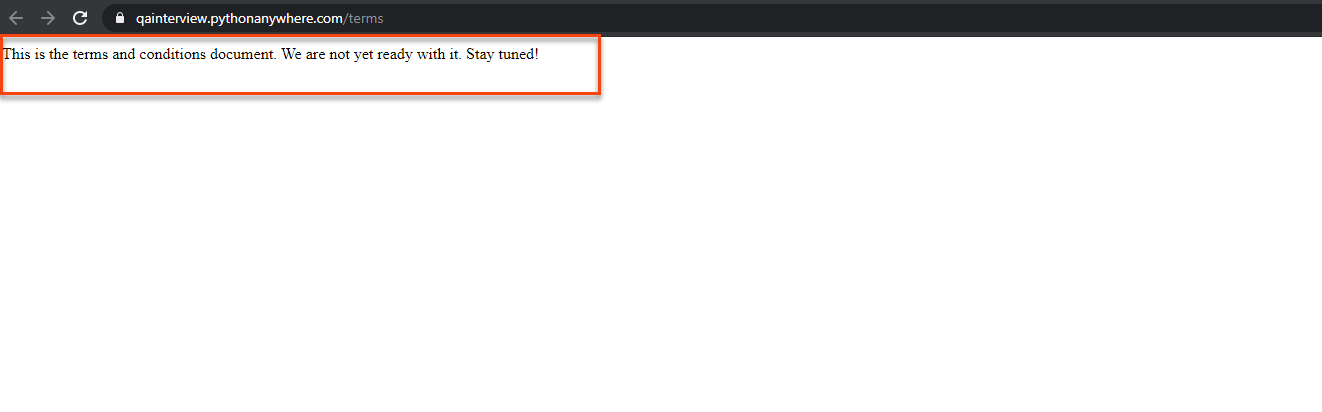 qainterview.pythonanywhere.com/terms
This is the terms and conditions document. We are not yet ready with it. Stay tuned!